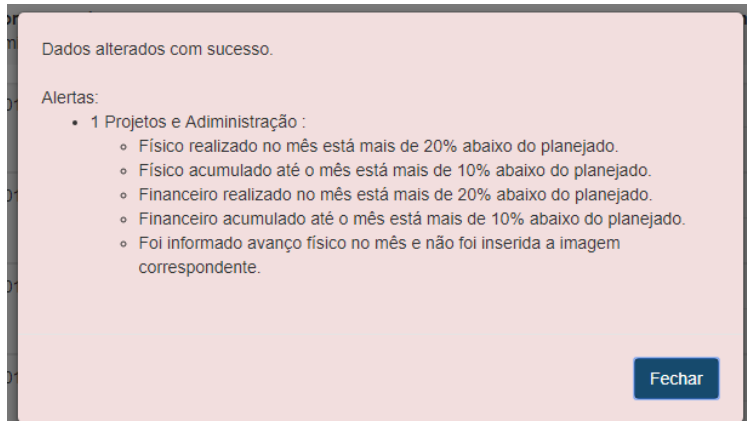 Dados alterados com sucesso.
Alertas:
1 Projetos e Adiministração :
Físico realizado no mês está mais de 20% abaixo do planejado.
Físico acumulado até o mês está mais de 10% abaixo do planejado.
Financeiro realizado no mês está mais de 20% abaixo do planejado.
Financeiro acumulado até o mês está mais de 10% abaixo do planejado.
Foi informado avanço físico no mês e não foi inserida a imagem
correspondente.
Fechar